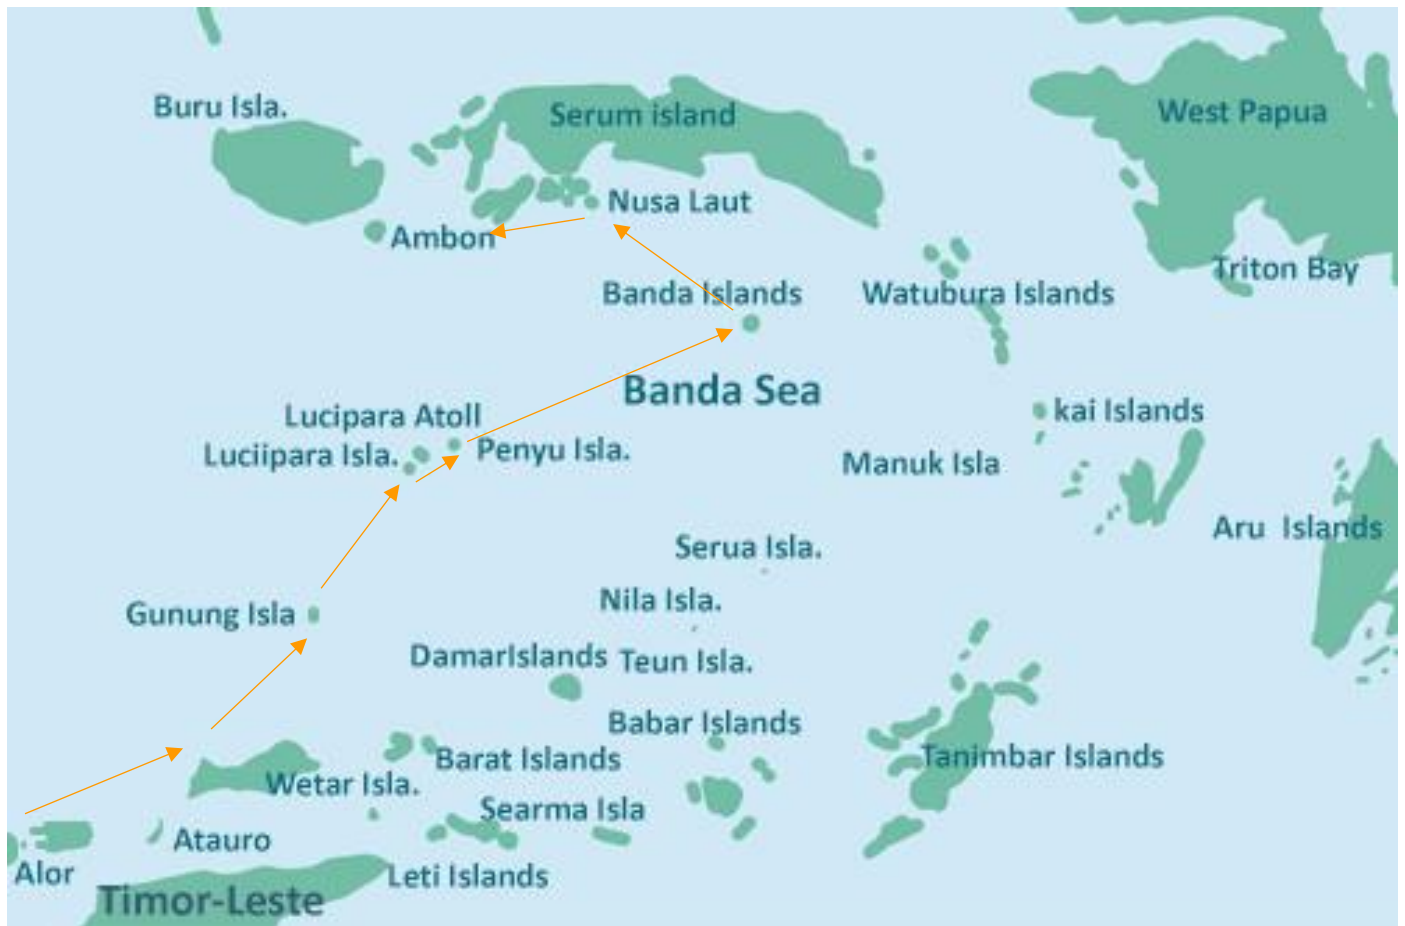 Buru Isla.
Serum island
West Papua
Nusa Laut
Ambon
Triton Bay
Banda Islands
Watubura Islands
Banda Sea
Lucipara Atoll
kai Islands
Luciipara Isla.
Penyu Isla.
Manuk Isla
Aru Islands
Serua Isla.
Nila Isla.
Gunung Isla
DamarIslands
Teun Isla.
Babar Islands
Barat Islands
Tanimbar Islands
Wetar Isla.
Searma Isla
Atauro
Alor
Leti Islands
Timor-Leste